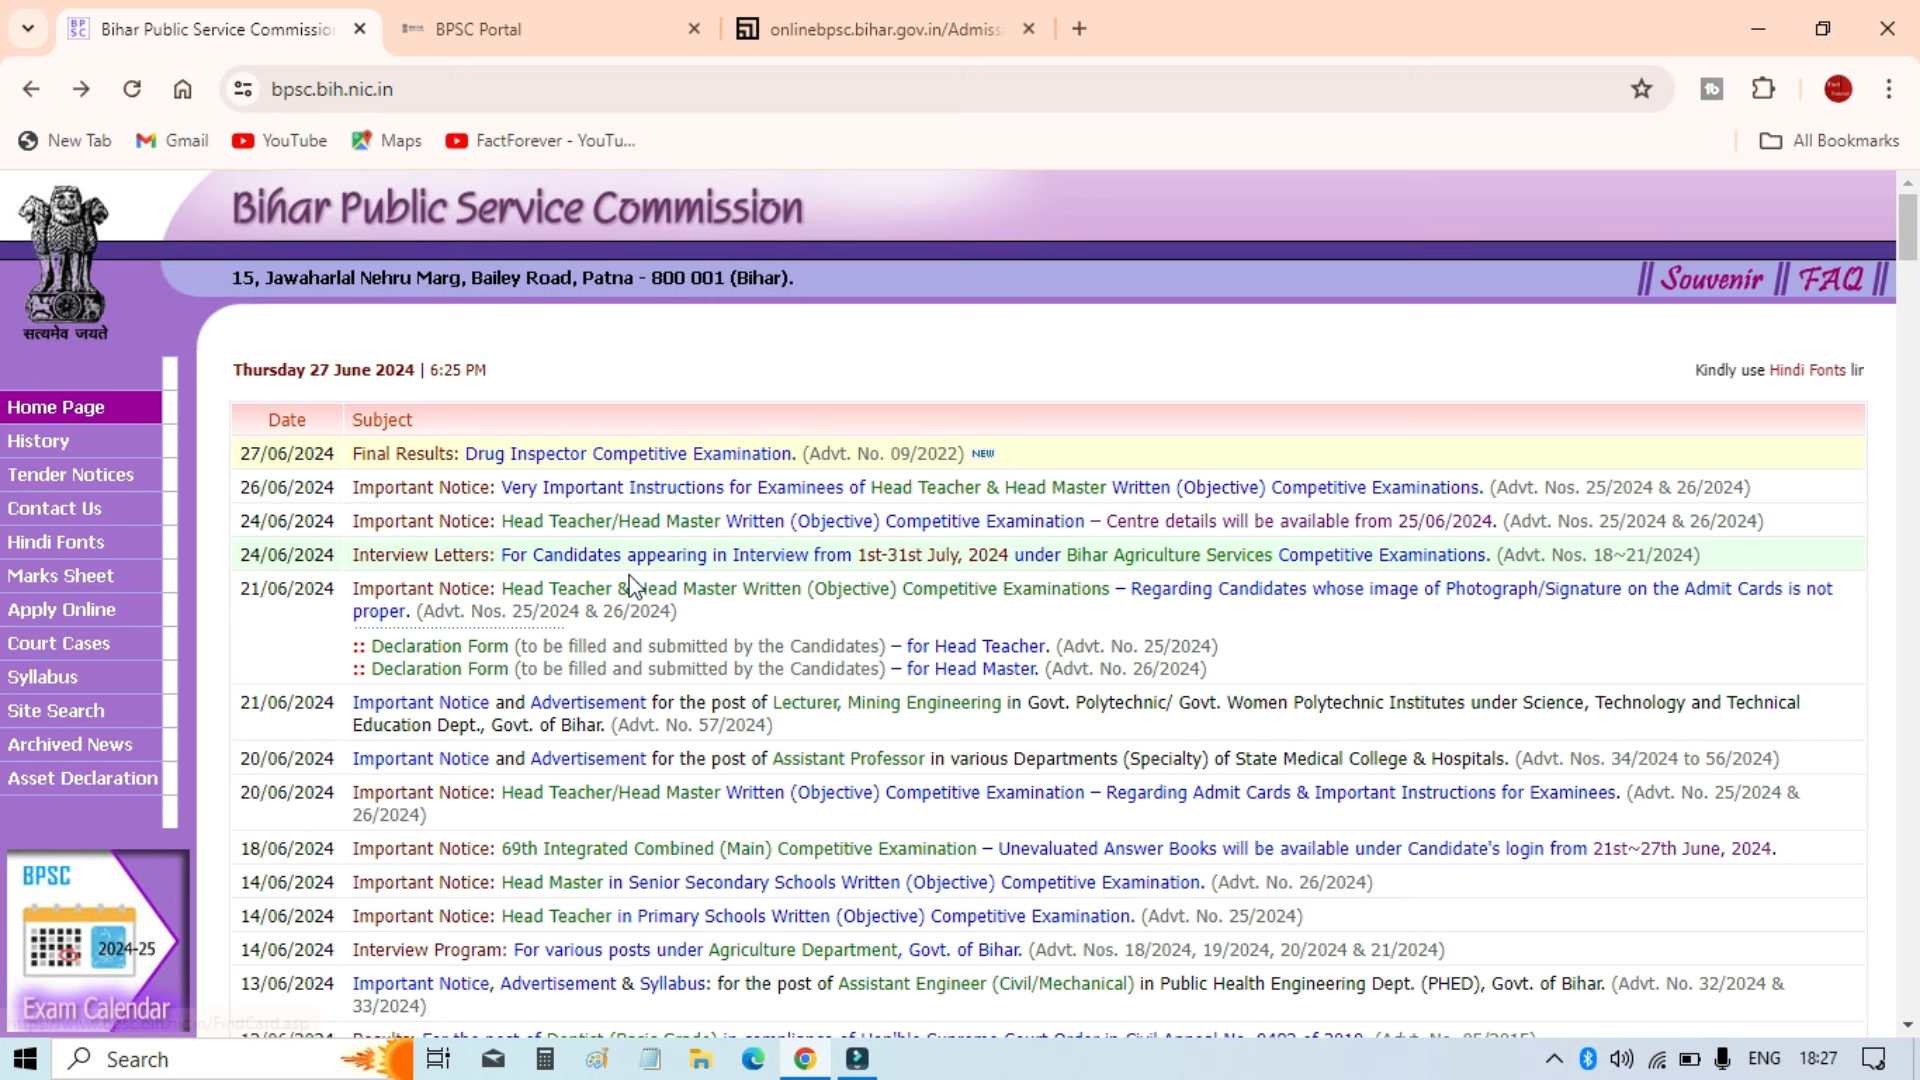 Bihar Public Service Commissio
BPSC Portal
onlinebpsc.bihar.gov.in/Admiss
bpsc.bih.nic.in
New Tab
Gmail
YouTube
Maps
FactForever - YouTu...
All Bookmarks
Bihar Public Service Commission
15, Jawaharlal Nehru Marg, Bailey Road, Patna - 800 001 (Bihar).
|| Souvenir || FAQ ||
सत्यमेव जयते
Thursday 27 June 2024 | 6:25 PM
Kindly use Hindi Fonts lin
Home Page
History
Tender Notices
Contact Us
Hindi Fonts
Marks Sheet
Apply Online
Court Cases
Syllabus
Site Search
Archived News
Asset Declaration
BPSC
2024-25
Exam Calendar
Date Subject
27/06/2024 Final Results: Drug Inspector Competitive Examination. (Advt. No. 09/2022) NEW
26/06/2024 Important Notice: Very Important Instructions for Examinees of Head Teacher & Head Master Written (Objective) Competitive Examinations. (Advt. Nos. 25/2024 & 26/2024)
24/06/2024 Important Notice: Head Teacher/Head Master Written (Objective) Competitive Examination – Centre details will be available from 25/06/2024. (Advt. Nos. 25/2024 & 26/2024)
24/06/2024 Interview Letters: For Candidates appearing in Interview from 1st-31st July, 2024 under Bihar Agriculture Services Competitive Examinations. (Advt. Nos. 18~21/2024)
21/06/2024 Important Notice: Head Teacher & Head Master Written (Objective) Competitive Examinations – Regarding Candidates whose image of Photograph/Signature on the Admit Cards is not
proper. (Advt. Nos. 25/2024 & 26/2024)
:: Declaration Form (to be filled and submitted by the Candidates) – for Head Teacher. (Advt. No. 25/2024)
:: Declaration Form (to be filled and submitted by the Candidates) – for Head Master. (Advt. No. 26/2024)
21/06/2024 Important Notice and Advertisement for the post of Lecturer, Mining Engineering in Govt. Polytechnic/ Govt. Women Polytechnic Institutes under Science, Technology and Technical
Education Dept., Govt. of Bihar. (Advt. No. 57/2024)
20/06/2024 Important Notice and Advertisement for the post of Assistant Professor in various Departments (Specialty) of State Medical College & Hospitals. (Advt. Nos. 34/2024 to 56/2024)
20/06/2024 Important Notice: Head Teacher/Head Master Written (Objective) Competitive Examination – Regarding Admit Cards & Important Instructions for Examinees. (Advt. No. 25/2024 &
26/2024)
18/06/2024 Important Notice: 69th Integrated Combined (Main) Competitive Examination – Unevaluated Answer Books will be available under Candidate's login from 21st~27th June, 2024.
14/06/2024 Important Notice: Head Master in Senior Secondary Schools Written (Objective) Competitive Examination. (Advt. No. 26/2024)
14/06/2024 Important Notice: Head Teacher in Primary Schools Written (Objective) Competitive Examination. (Advt. No. 25/2024)
14/06/2024 Interview Program: For various posts under Agriculture Department, Govt. of Bihar. (Advt. Nos. 18/2024, 19/2024, 20/2024 & 21/2024)
13/06/2024 Important Notice, Advertisement & Syllabus: for the post of Assistant Engineer (Civil/Mechanical) in Public Health Engineering Dept. (PHED), Govt. of Bihar. (Advt. No. 32/2024 &
33/2024)
Search
ENG
18:27